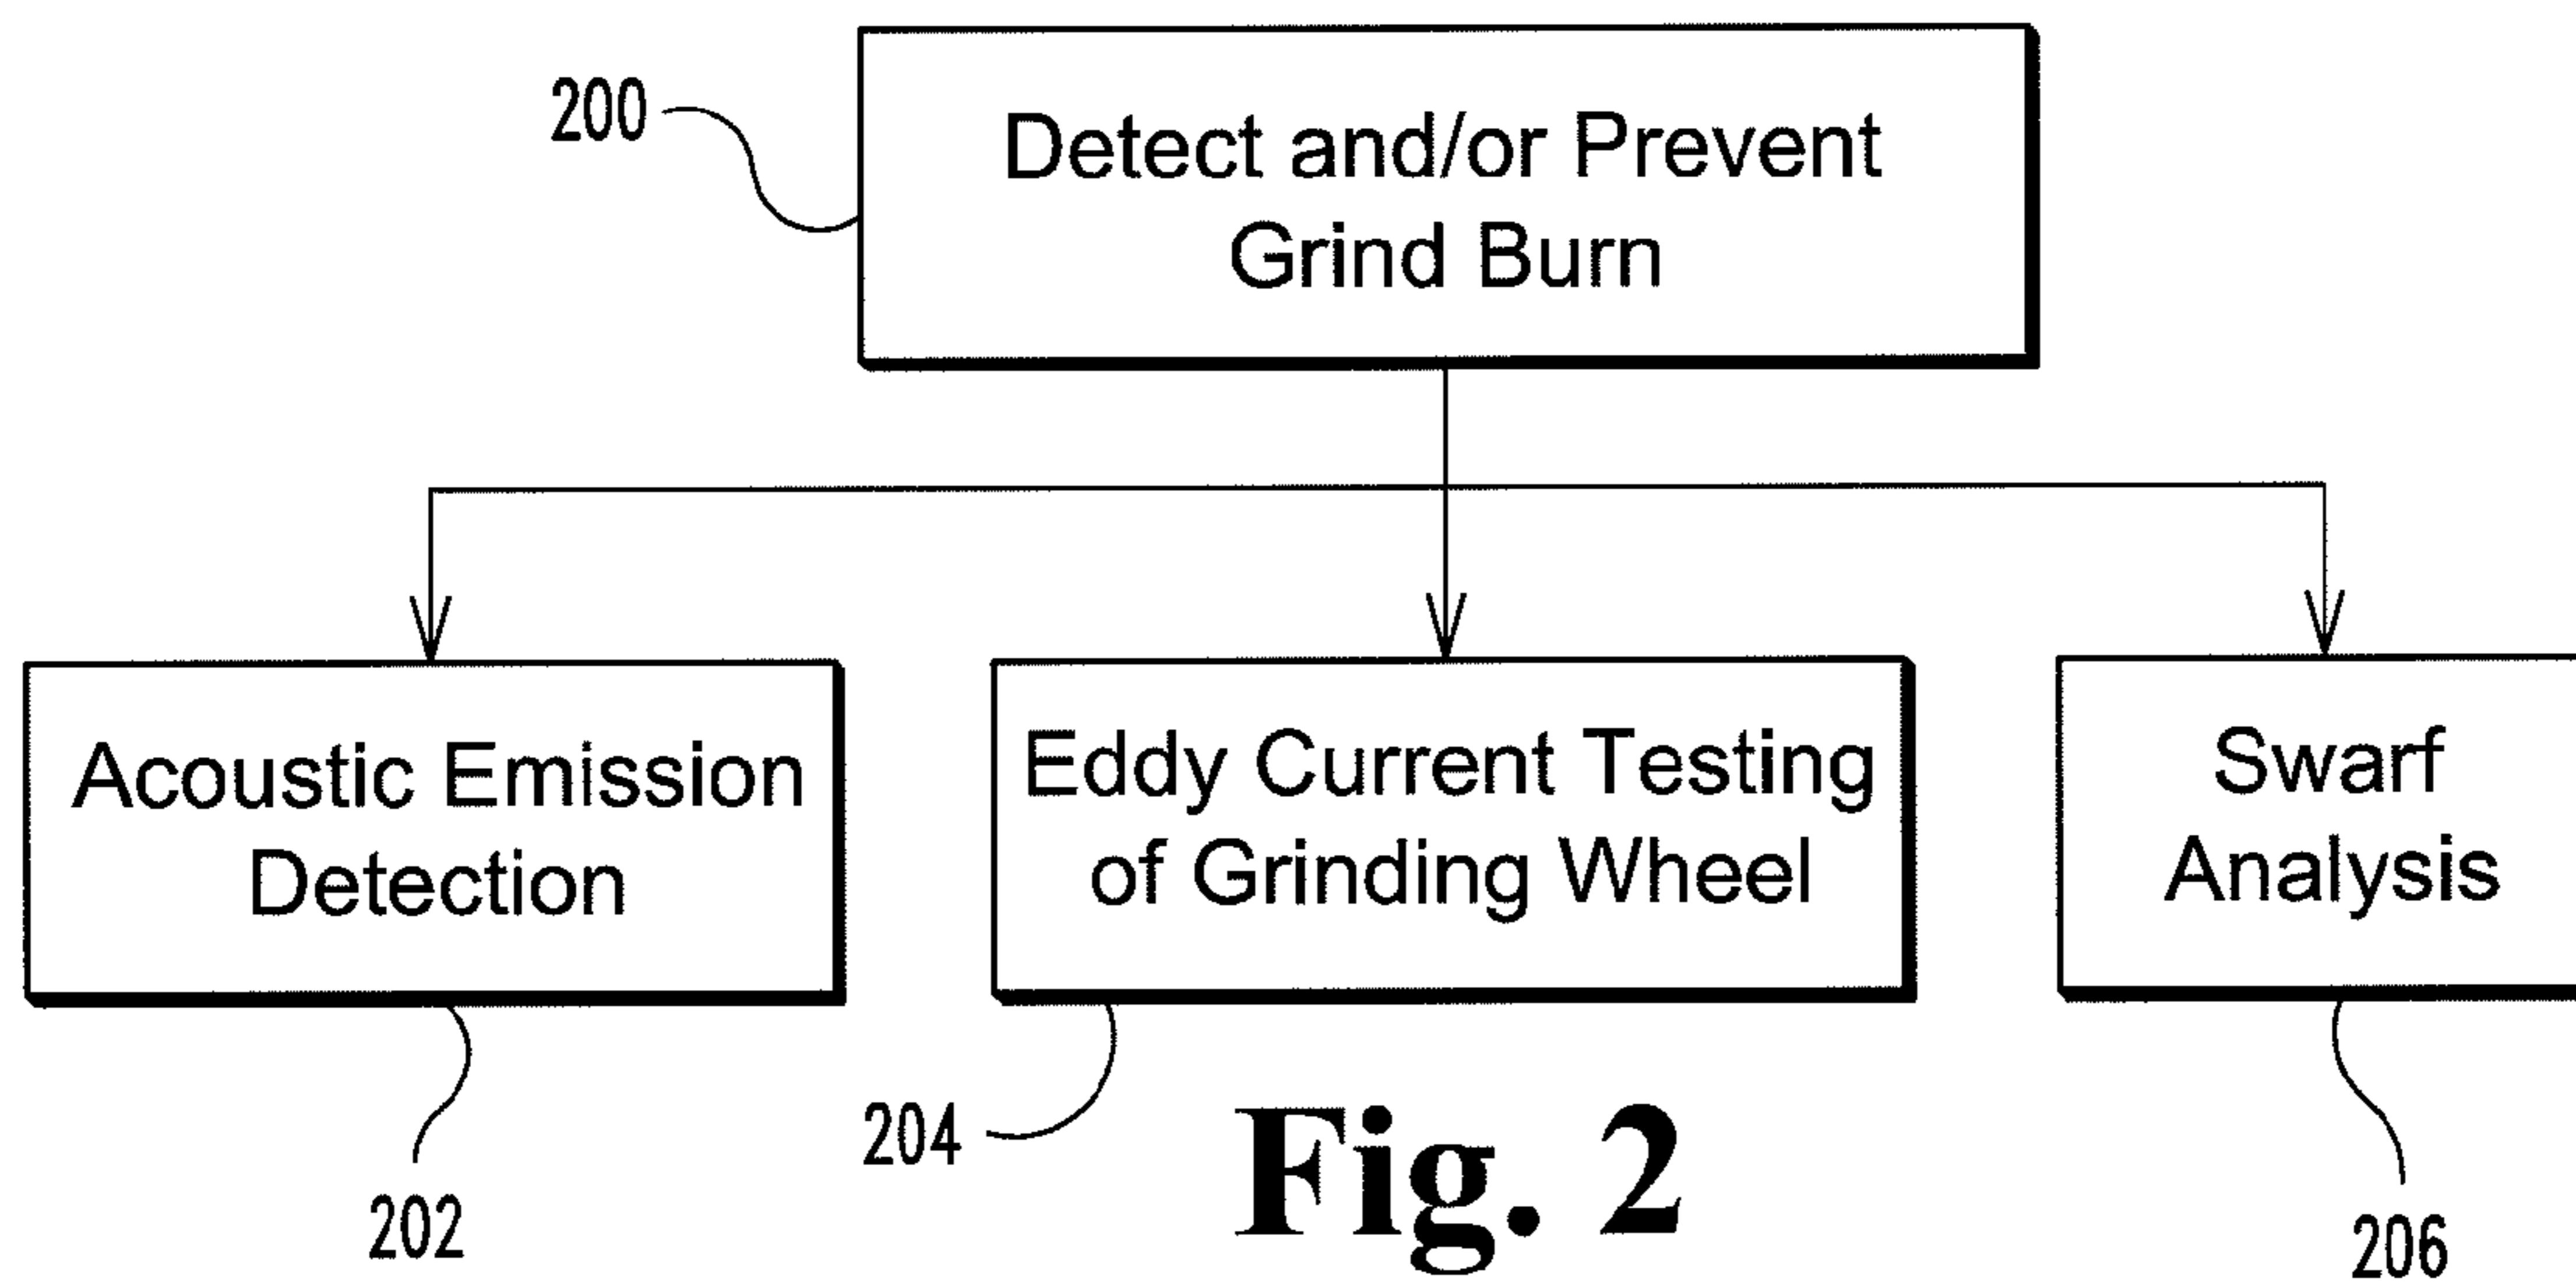 200
Detect and/or Prevent
Grind Burn
Acoustic Emission
Detection
Eddy Current Testing
of Grinding Wheel
Swarf
Analysis
202
204
206
Fig. 2